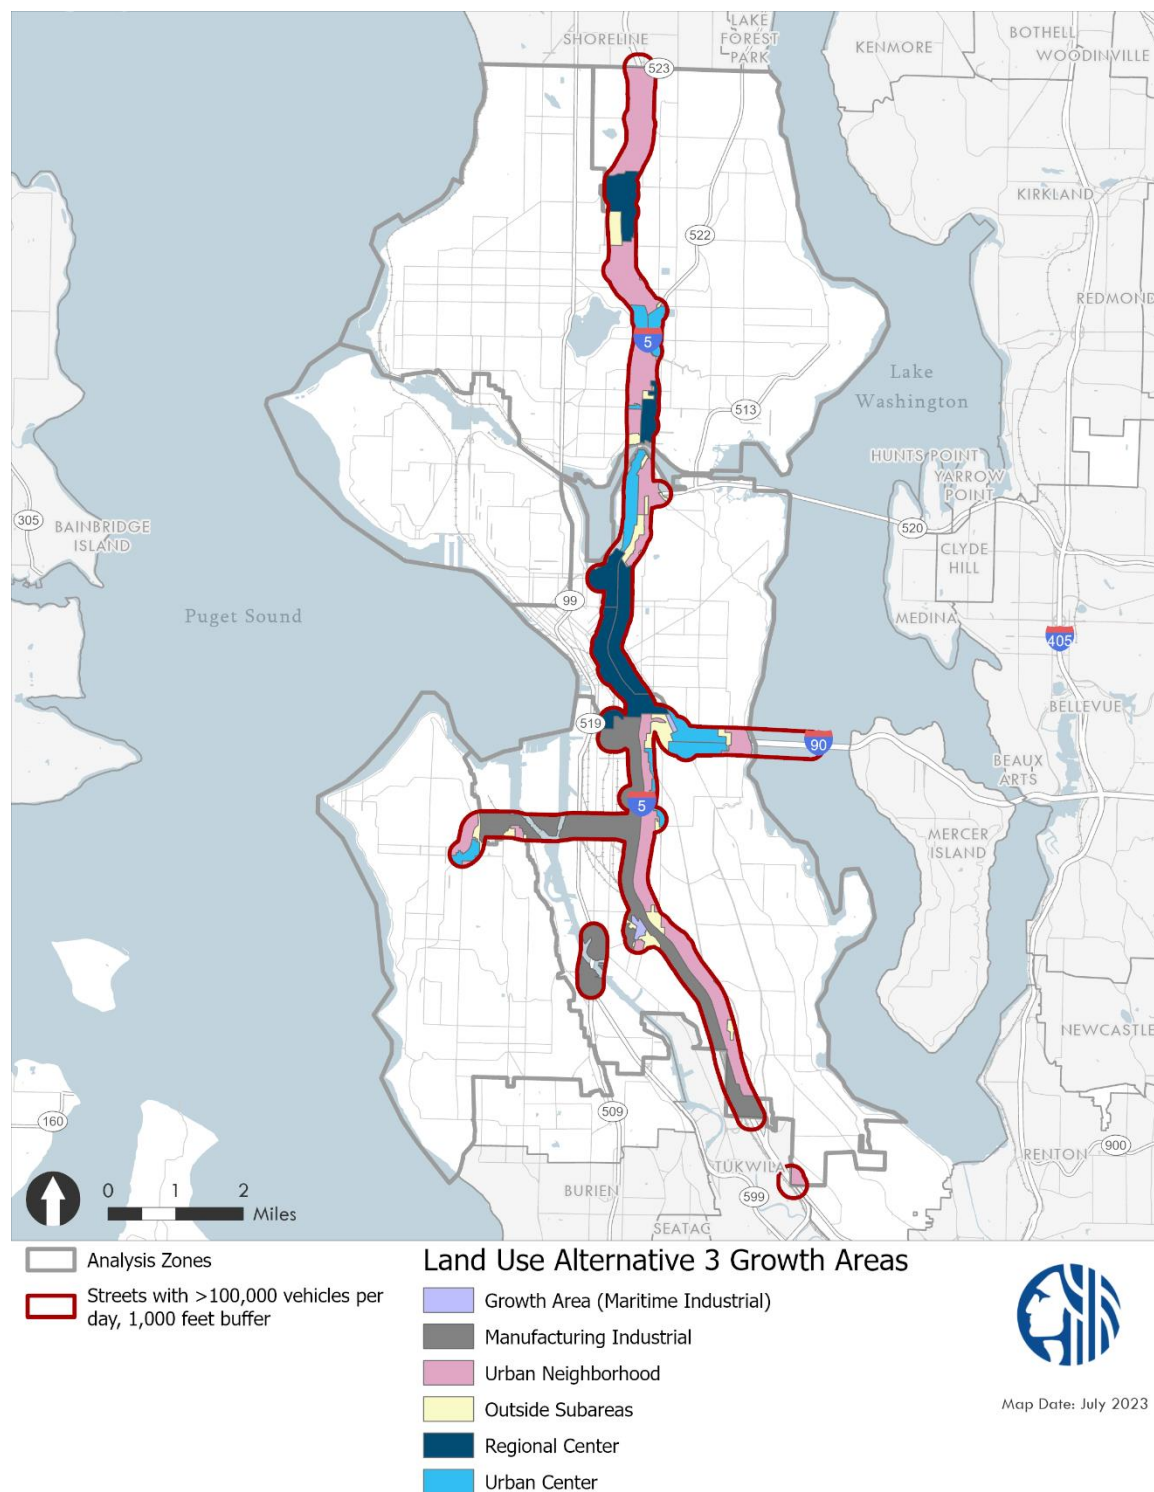 SHORELINE
LAKE
FOREST
PARK
KENMORE
BOTHELL
WOODINVILLE
523
KIRKLAND
522
REDMOND
5
Lake
Washington
513
HUNTS POINT
YARROW
POINT
305
BAINBRIDGE
ISLAND
520
CLYDE
HILL
99
Puget Sound
MEDINA
405
BELLEVUE
519
90
BEAUX
ARTS
5
MERCER
ISLAND
NEWCASTLE
160
509
TUKWILA
RENTON
900
BURIEN
599
SEATAC
0 1 2
Miles
Analysis Zones
Streets with >100,000 vehicles per
day, 1,000 feet buffer
Land Use Alternative 3 Growth Areas
Growth Area (Maritime Industrial)
Manufacturing Industrial
Urban Neighborhood
Outside Subareas
Regional Center
Urban Center
Map Date: July 2023